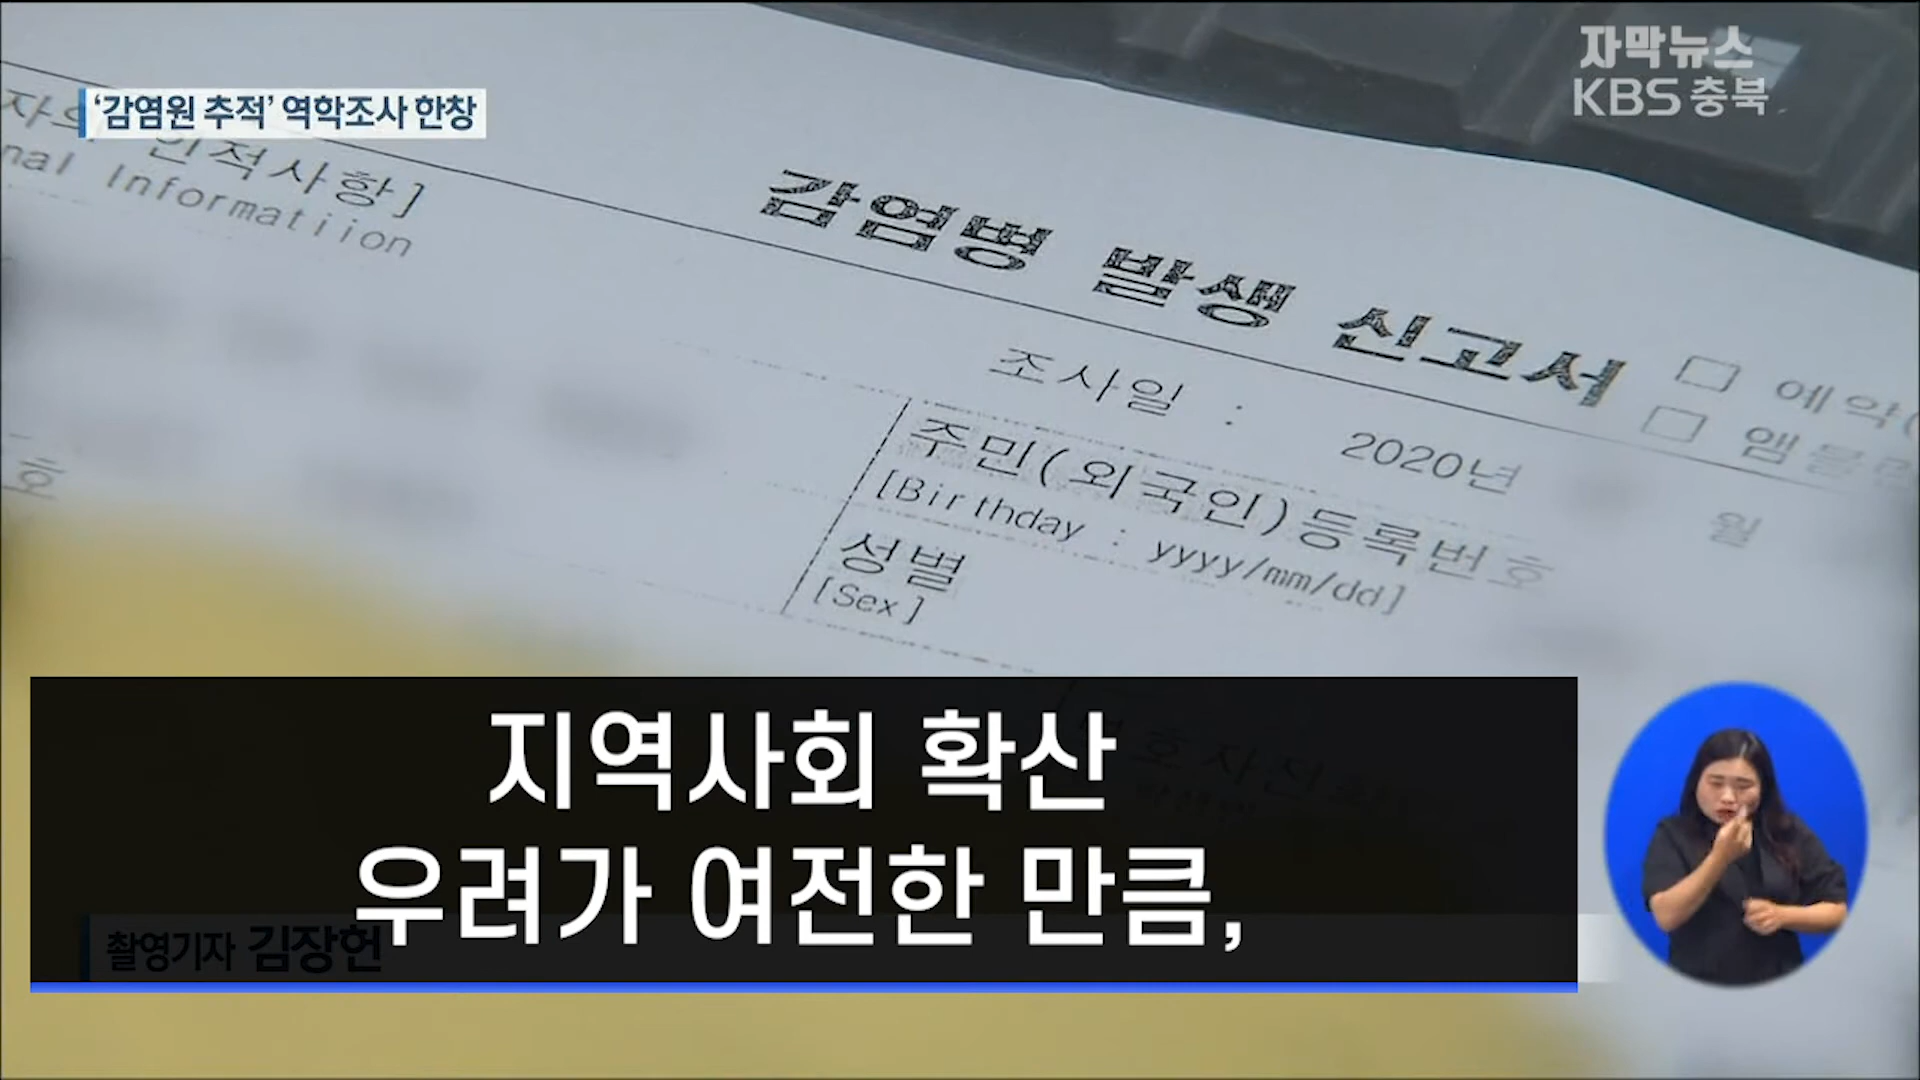 자막뉴스
KBS 충북
‘감염원 추적’ 역학조사 한창
인적사항]
Informatiion
감염병 발생 신고서
조사일 :
2020년
월
□ 예약(
주민(외국인)등록번호
[Birthday : yyyy/mm/dd]
성별
[Sex]
호
지역사회 확산
우려가 여전한 만큼,
촬영기자 김장헌